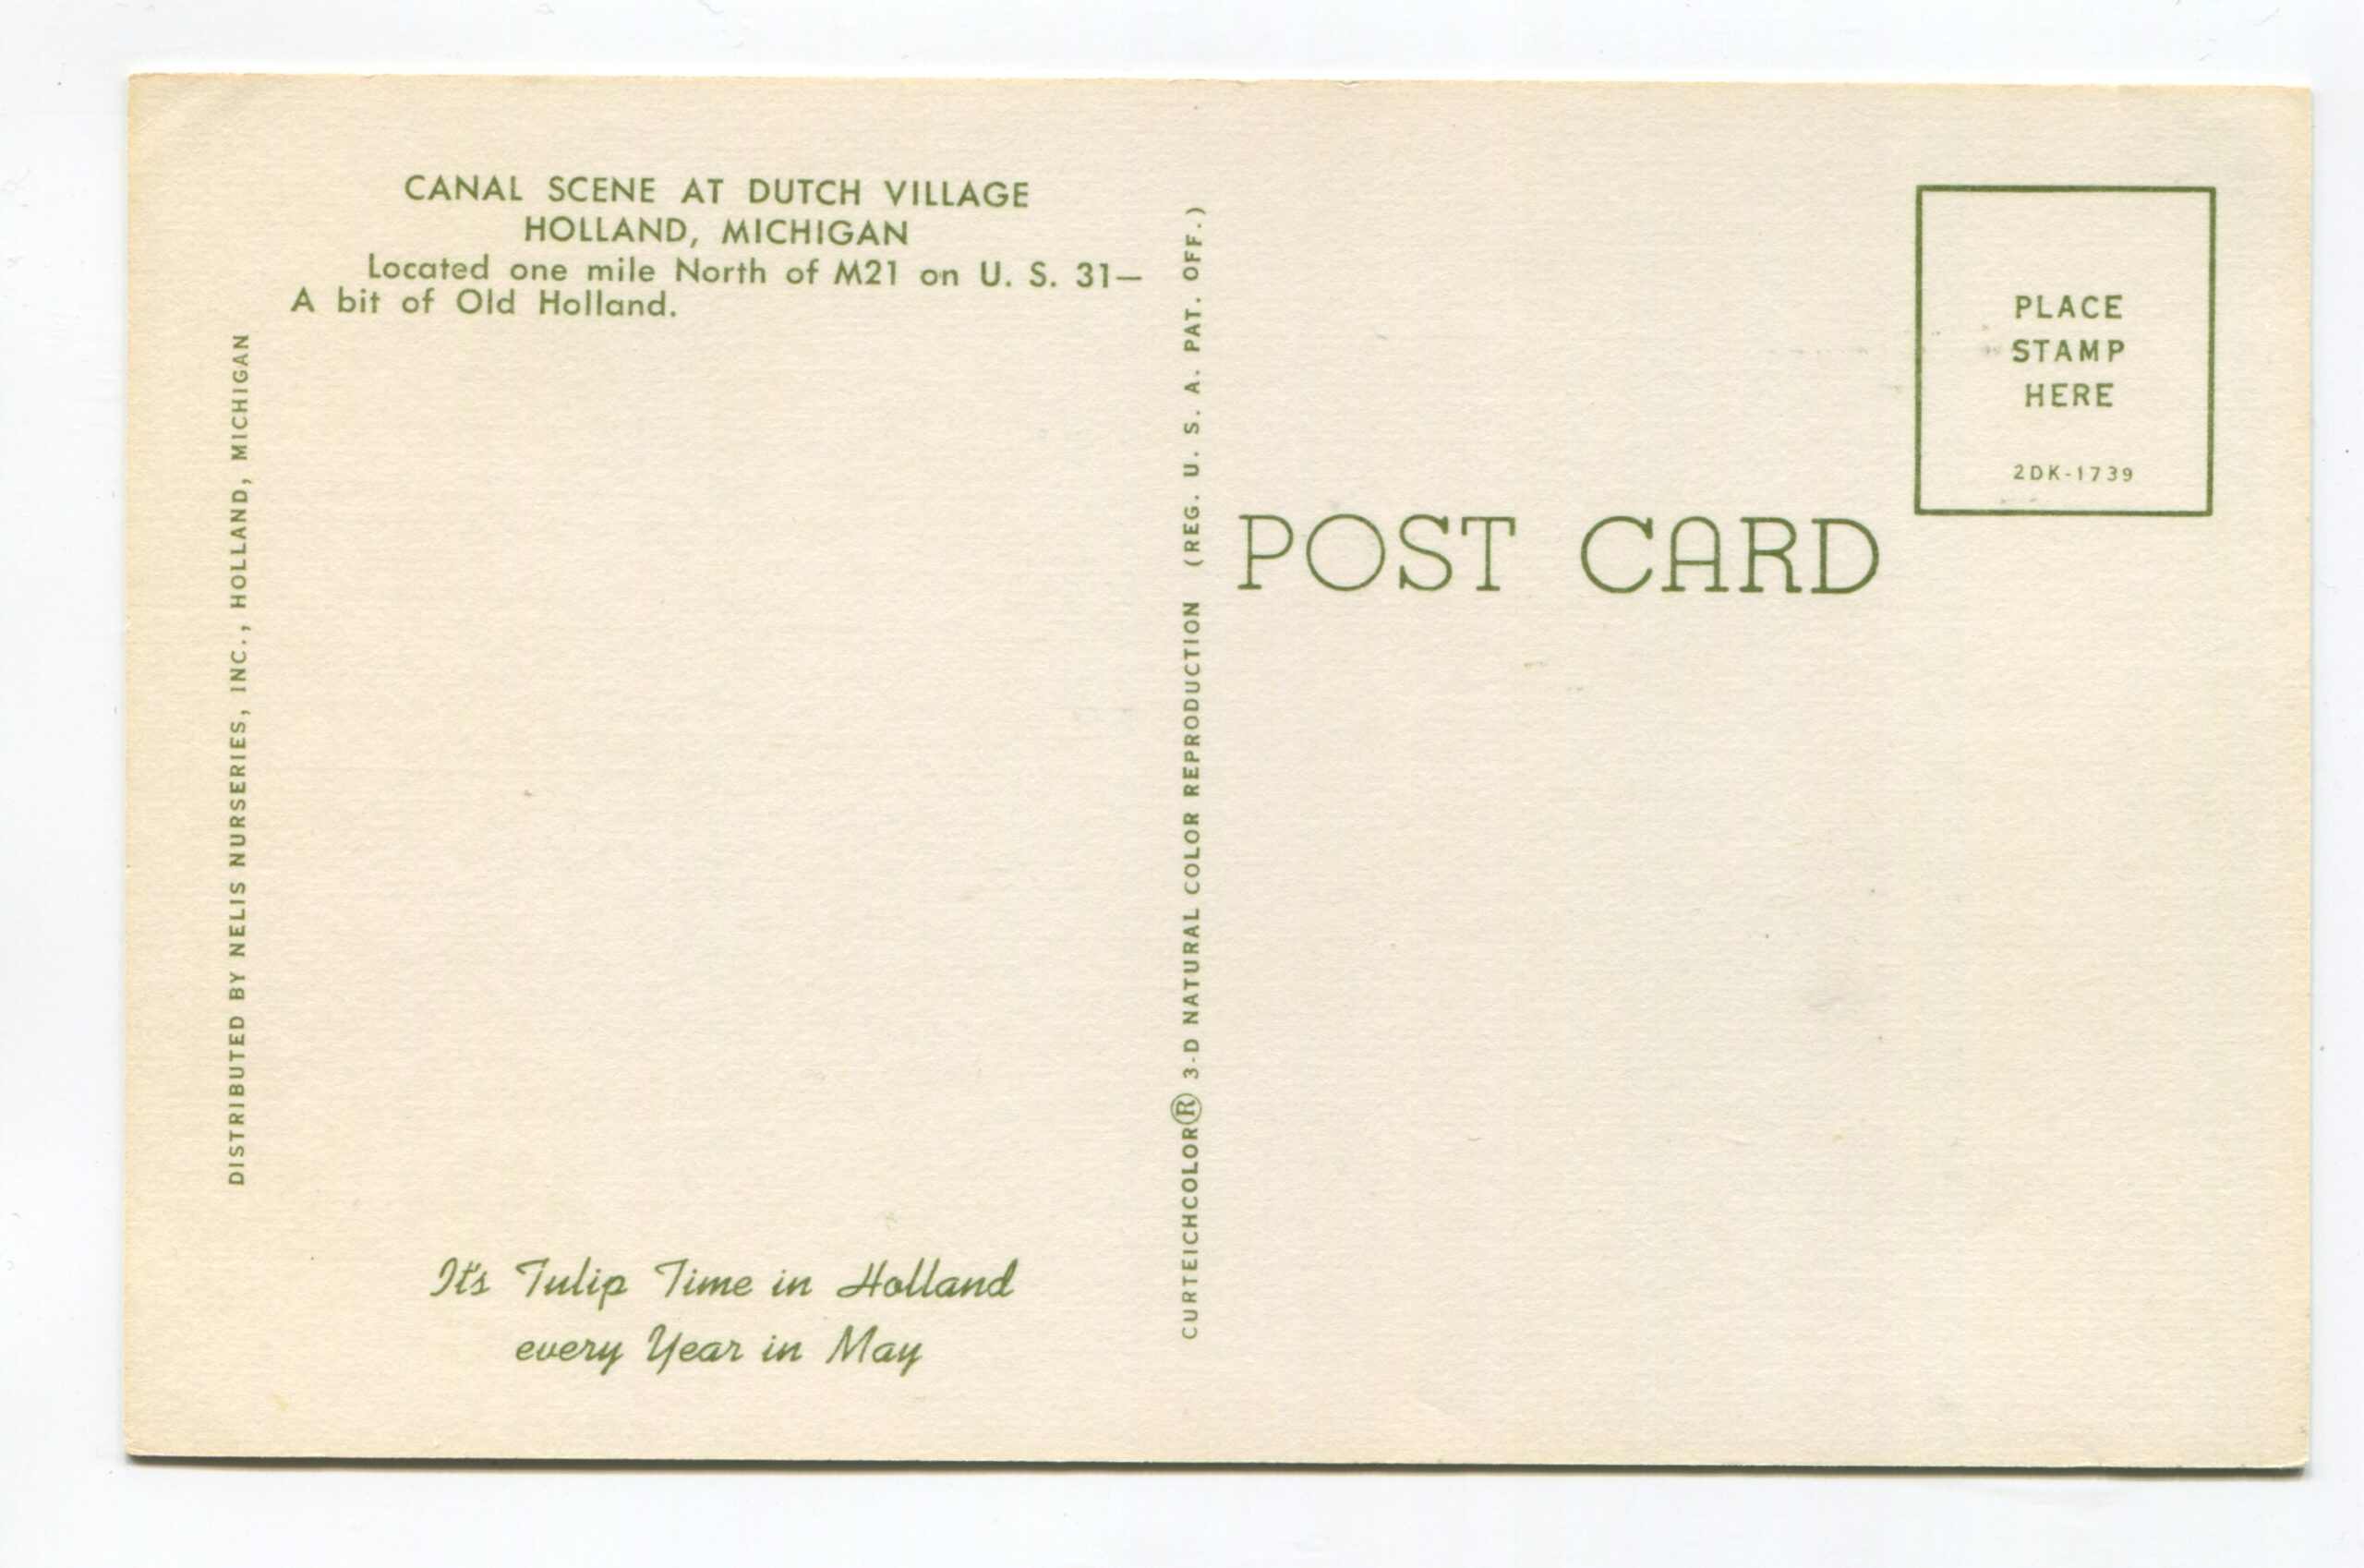 CANAL SCENE AT DUTCH VILLAGE
HOLLAND, MICHIGAN
Located one mile North of M21 on U. S. 31—
A bit of Old Holland.
DISTRIBUTED BY NELIS NURSERIES, INC., HOLLAND, MICHIGAN
It's Tulip Time in Holland
every Year in May
CURTEICHCOLOR® 3-D NATURAL COLOR REPRODUCTION (REG. U. S. A. PAT. OFF.)
POST CARD
PLACE
STAMP
HERE
2DK-1739